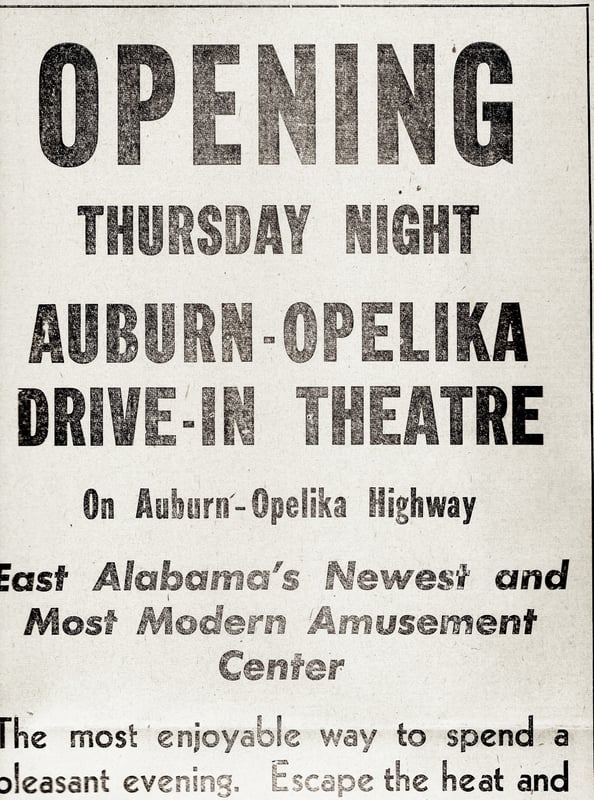 OPENING
THURSDAY NIGHT
AUBURN-OPELIKA
DRIVE-IN THEATRE
On Auburn-Opelika Highway
East Alabama's Newest and
Most Modern Amusement
Center
The most enjoyable way to spend a
pleasant evening. Escape the heat and